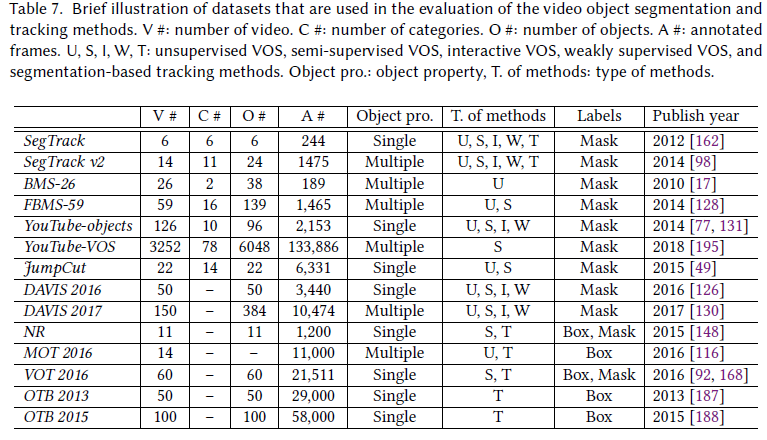 Table 7. Brief illustration of datasets that are used in the evaluation of the video object segmentation and
tracking methods. V #: number of video. C #: number of categories. O #: number of objects. A #: annotated
frames. U, S, I, W, T: unsupervised VOS, semi-supervised VOS, interactive VOS, weakly supervised VOS, and
segmentation-based tracking methods. Object pro.: object property, T. of methods: type of methods.
V # C # O # A # Object pro. T. of methods Labels Publish year
SegTrack 6 6 6 244 Single U, S, I, W, T Mask 2012 [162]
SegTrack v2 14 11 24 1475 Multiple U, S, I, W, T Mask 2014 [98]
BMS-26 26 2 38 189 Multiple U Mask 2010 [17]
FBMS-59 59 16 139 1,465 Multiple U, S Mask 2014 [128]
YouTube-objects 126 10 96 2,153 Single U, S, I, W Mask 2014 [77, 131]
YouTube-VOS 3252 78 6048 133,886 Multiple S Mask 2018 [195]
JumpCut 22 14 22 6,331 Single U, S Mask 2015 [49]
DAVIS 2016 50 – 50 3,440 Single U, S, I, W Mask 2016 [126]
DAVIS 2017 150 – 384 10,474 Multiple U, S, I, W Mask 2017 [130]
NR 11 – 11 1,200 Single S, T Box, Mask 2015 [148]
MOT 2016 14 – – 11,000 Multiple U, T Box 2016 [116]
VOT 2016 60 – 60 21,511 Single S, T Box, Mask 2016 [92, 168]
OTB 2013 50 – 50 29,000 Single T Box 2013 [187]
OTB 2015 100 – 100 58,000 Single T Box 2015 [188]